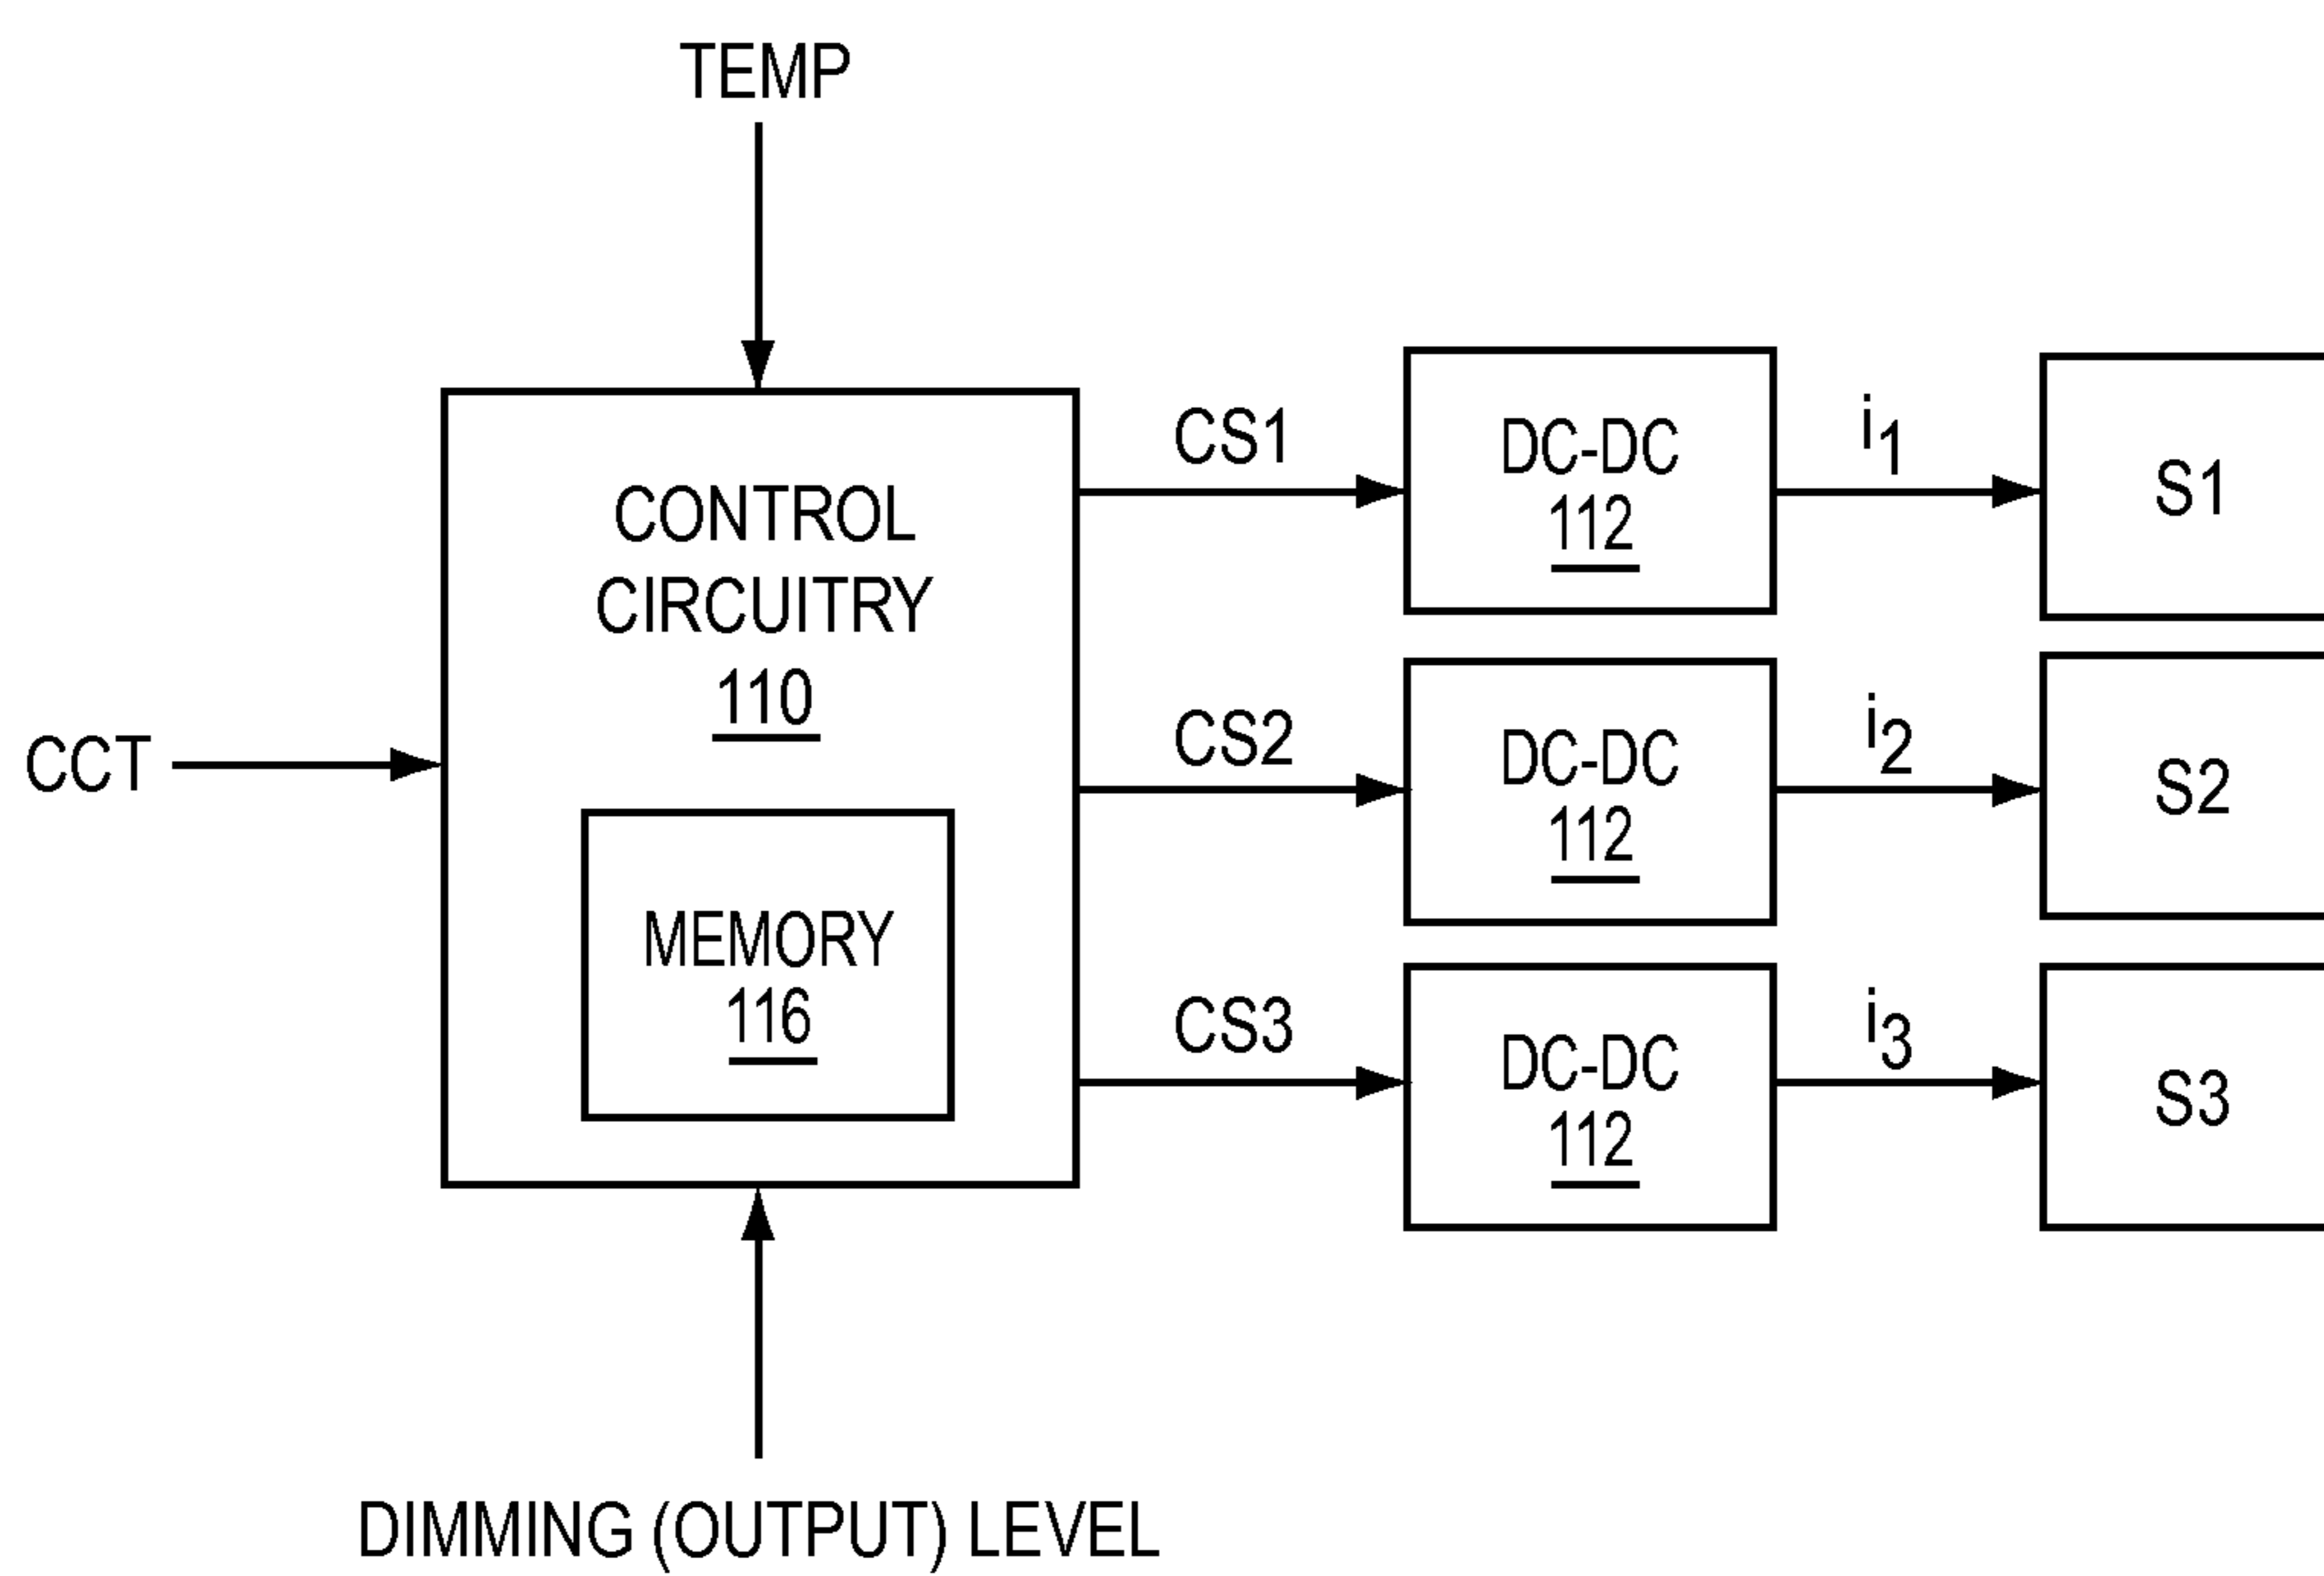 TEMP
CONTROL
CIRCUITRY
110
MEMORY
116
CCT
DIMMING (OUTPUT) LEVEL
CS1
DC-DC
112
i1
S1
CS2
DC-DC
112
i2
S2
CS3
DC-DC
112
i3
S3